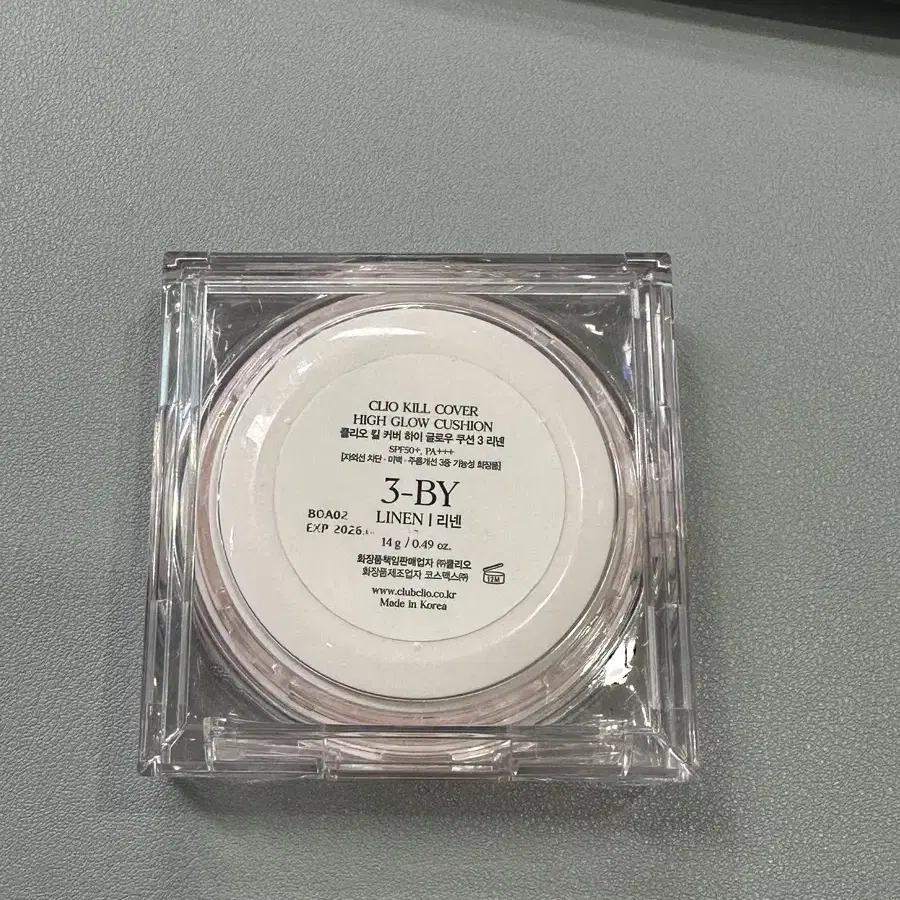 CLIO KILL COVER
HIGH GLOW CUSHION
클리오 킬 커버 하이 글로우 쿠션 3 리넨
SPF50+, PA+++
[자외선 차단 · 미백 · 주름개선 3중 기능성 화장품]
3-BY
LINEN | 리넨
BOA02
EXP 2026.
14 g / 0.49 oz.
화장품책임판매업자 ㈜클리오
화장품제조업자 코스맥스㈜
12M
www.clubclio.co.kr
Made in Korea